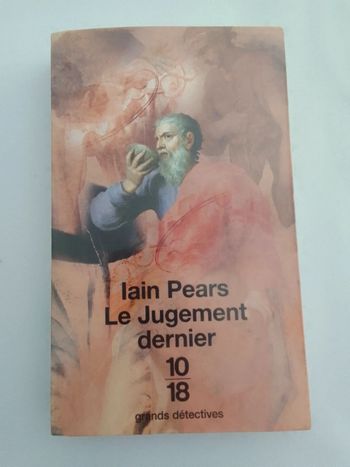 Iain Pears
Le Jugement
dernier
10
18
grands détectives